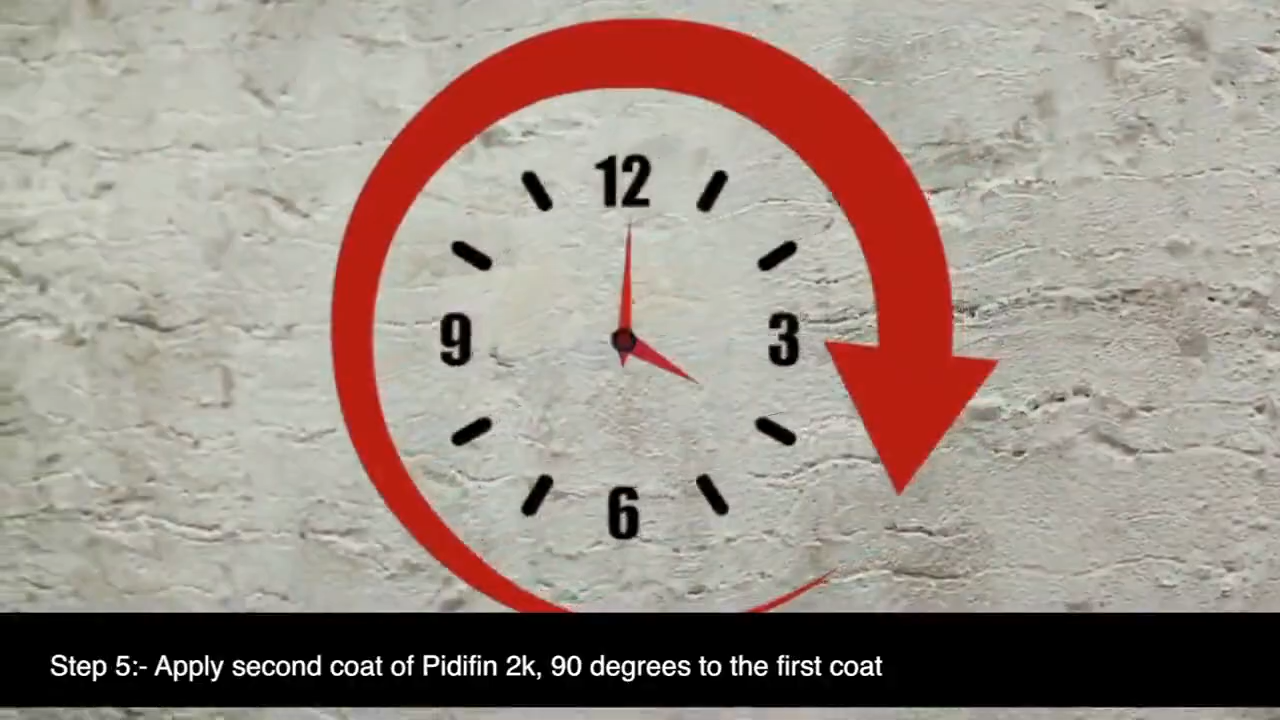 12
9
3
6
Step 5:- Apply second coat of Pidifin 2k, 90 degrees to the first coat